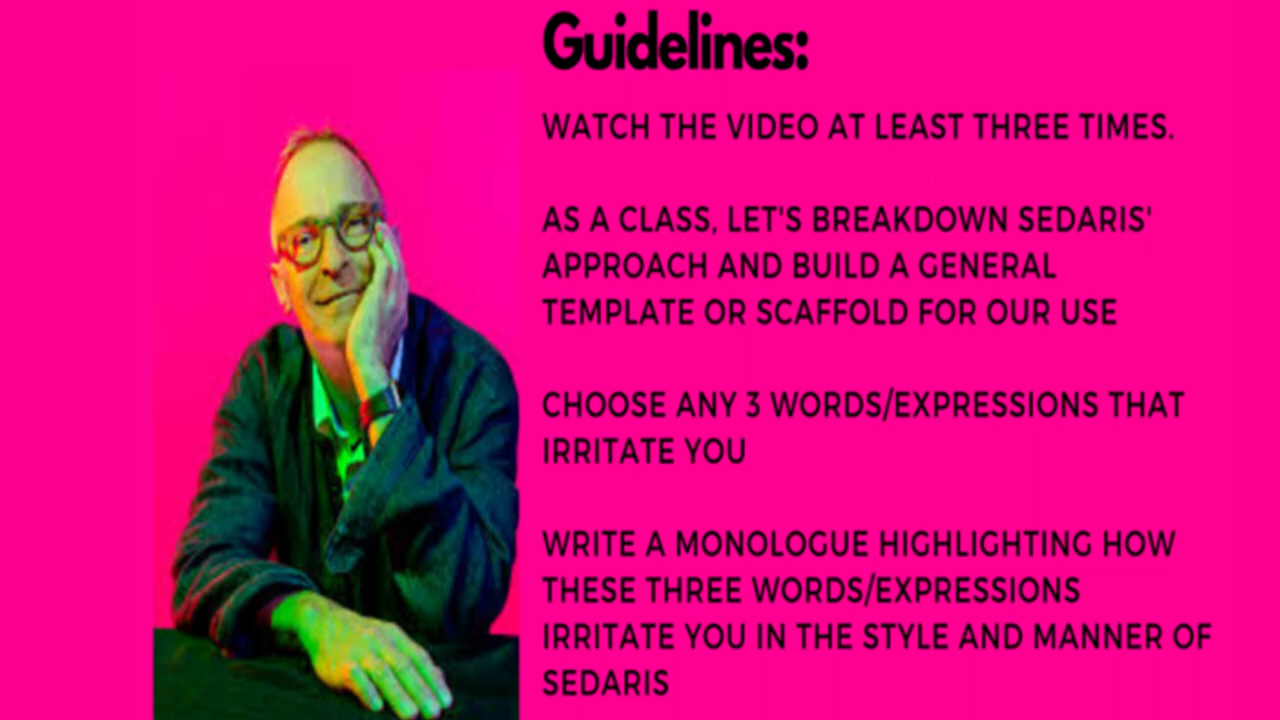 Guidelines:
WATCH THE VIDEO AT LEAST THREE TIMES.
AS A CLASS, LET'S BREAKDOWN SEDARIS'
APPROACH AND BUILD A GENERAL
TEMPLATE OR SCAFFOLD FOR OUR USE
CHOOSE ANY 3 WORDS/EXPRESSIONS THAT
IRRITATE YOU
WRITE A MONOLOGUE HIGHLIGHTING HOW
THESE THREE WORDS/EXPRESSIONS
IRRITATE YOU IN THE STYLE AND MANNER OF
SEDARIS